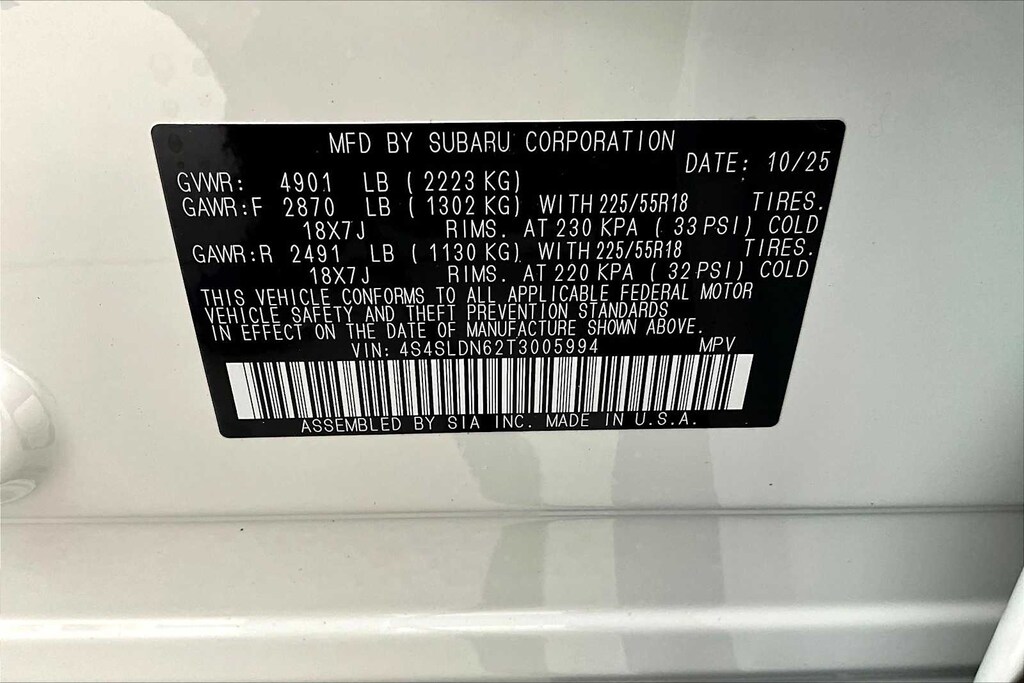 MFD BY SUBARU CORPORATION
DATE: 10/25
GVWR: 4901 LB (2223 KG)
GAWR:F 2870 LB (1302 KG) WITH 225/55R18 TIRES.
18X7J RIMS. AT 230 KPA (33 PSI) COLD
GAWR:R 2491 LB (1130 KG) WITH 225/55R18 TIRES.
18X7J RIMS. AT 220 KPA (32 PSI) COLD
THIS VEHICLE CONFORMS TO ALL APPLICABLE FEDERAL MOTOR
VEHICLE SAFETY AND THEFT PREVENTION STANDARDS
IN EFFECT ON THE DATE OF MANUFACTURE SHOWN ABOVE.
VIN: 4S4SLDN62T3005994 MPV
ASSEMBLED BY SIA INC. MADE IN U.S.A.